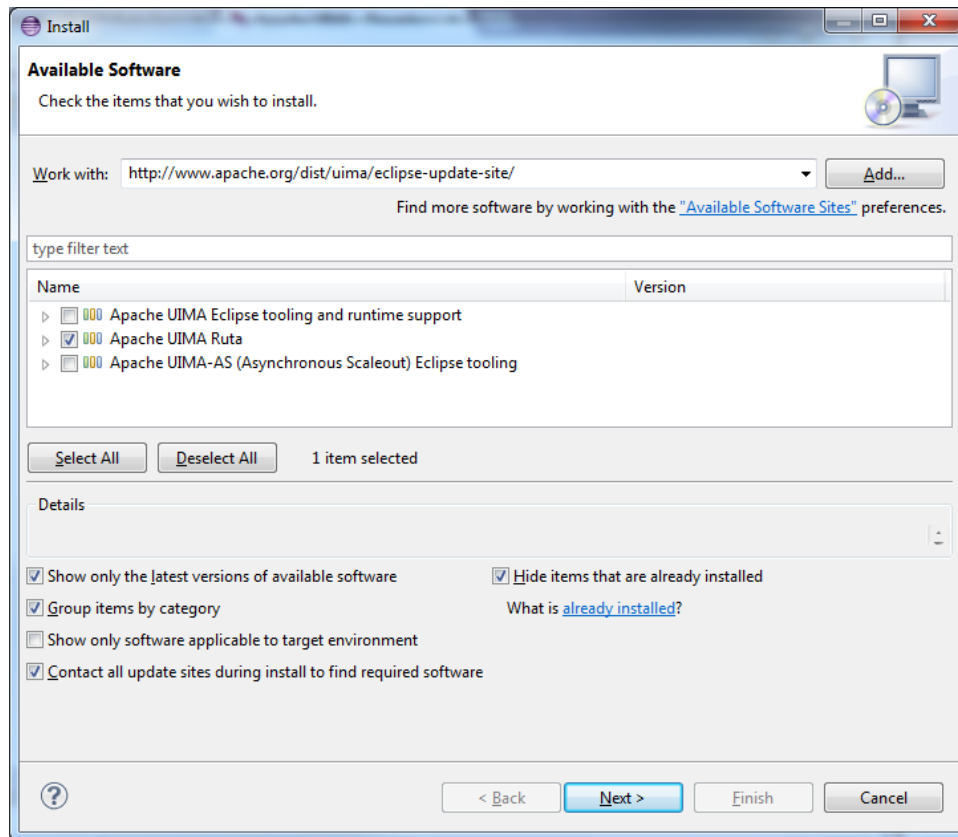 Install
Available Software
Check the items that you wish to install.
Work with: http://www.apache.org/dist/uima/eclipse-update-site/ Add...
Find more software by working with the "Available Software Sites" preferences.
type filter text
Name Version
Apache UIMA Eclipse tooling and runtime support
Apache UIMA Ruta
Apache UIMA-AS (Asynchronous Scaleout) Eclipse tooling
Select All Deselect All 1 item selected
Details
Show only the latest versions of available software Hide items that are already installed
Group items by category What is already installed?
Show only software applicable to target environment
Contact all update sites during install to find required software
? < Back Next > Finish Cancel